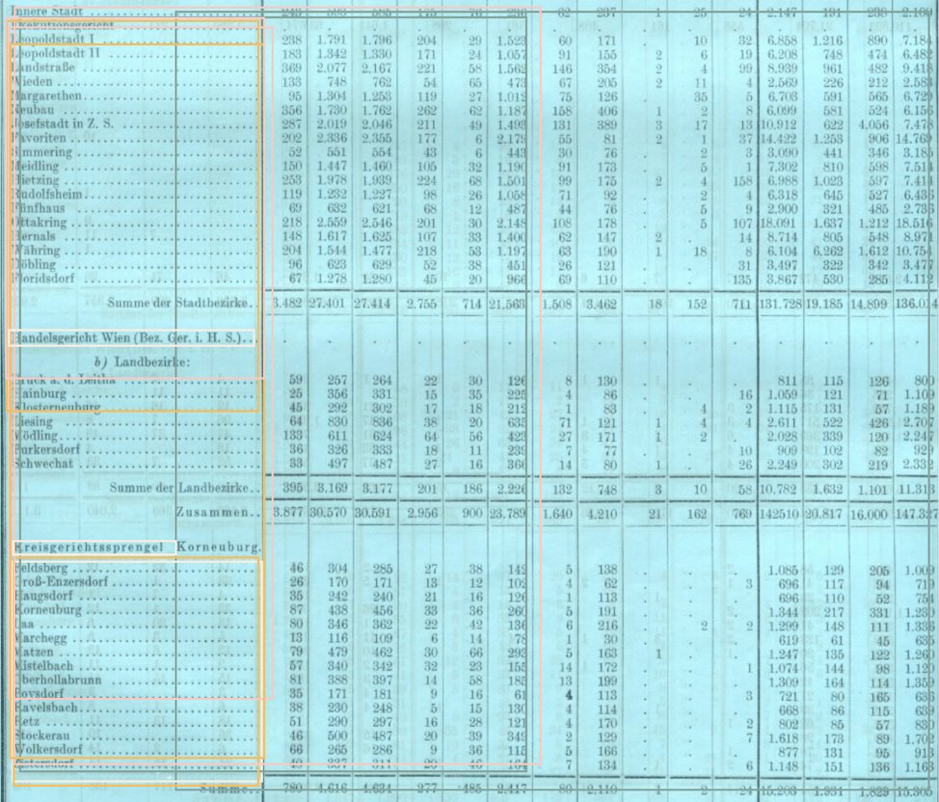 Innere Stadt 243 593 585 175 76 236 62 237 1 25 24 2.147 191 238 2.100
Exekutionsgericht
Leopoldstadt I 238 1.791 1.796 204 29 1.523 60 171 . 10 32 6.858 1.216 890 7.184
Leopoldstadt II 183 1.342 1.330 171 24 1.057 91 155 2 6 19 6.208 748 474 6.482
Landstraße 369 2.077 2.167 221 58 1.562 146 354 2 4 99 8.939 961 482 9.418
Wieden 133 748 762 54 65 473 67 205 2 11 4 2.569 226 212 2.583
Margarethen 95 1.304 1.253 119 27 1.012 75 126 . 35 5 6.703 591 565 6.729
Neubau 356 1.730 1.762 262 62 1.187 158 406 1 2 8 6.099 581 524 6.156
Josefstadt in Z. S. 287 2.019 2.046 211 49 1.493 131 389 3 17 13 10.912 622 4.056 7.478
Favoriten 202 2.336 2.355 177 6 2.179 55 81 2 1 37 14.422 1.253 906 14.769
Simmering 52 551 554 43 6 443 30 76 . 2 3 3.090 441 346 3.185
Meidling 150 1.447 1.460 105 32 1.190 91 173 . 5 1 7.302 810 598 7.514
Hietzing 253 1.978 1.939 224 68 1.501 99 175 2 4 158 6.988 1.023 597 7.414
Rudolfsheim 119 1.232 1.227 98 26 1.058 71 92 . 2 4 6.318 645 527 6.436
Fünfhaus 69 632 621 68 12 487 44 76 . 5 9 2.900 321 485 2.736
Ottakring 218 2.559 2.546 201 30 2.148 108 178 . 5 107 18.091 1.637 1.212 18.516
Hernals 148 1.617 1.625 107 33 1.400 62 147 2 . 14 8.714 805 548 8.971
Währing 204 1.544 1.477 218 53 1.197 63 190 1 18 8 6.104 6.262 1.612 10.754
Döbling 96 623 629 52 38 451 26 121 . . 31 3.497 322 342 3.477
Floridsdorf 67 1.278 1.280 45 20 966 69 110 . . 135 3.867 530 285 4.112
Summe der Stadtbezirke.. 3.482 27.401 27.414 2.755 714 21.563 1.508 3.462 18 152 711 131.728 19.185 14.899 136.014
Handelsgericht Wien (Bez. Ger. i. H. S.)...
b) Landbezirke:
Bruck a. d. Leitha 59 257 264 22 30 126 8 130 . . . 811 115 126 800
Hainburg 25 356 331 15 35 225 4 86 . . 16 1.059 121 71 1.109
Klosterneuburg 45 292 302 17 18 212 1 83 . 4 2 1.115 131 57 1.189
Liesing 64 830 836 38 20 635 71 121 1 4 4 2.611 522 426 2.707
Mödling 133 611 624 64 56 423 27 171 1 2 . 2.028 339 120 2.247
Purkersdorf 36 326 333 18 11 239 7 77 . . 10 909 102 82 929
Schwechat 33 497 487 27 16 366 14 80 1 . 26 2.249 302 219 2.332
Summe der Landbezirke.. 395 3.169 3.177 201 186 2.226 132 748 3 10 58 10.782 1.632 1.101 11.313
Zusammen.. 3.877 30.570 30.591 2.956 900 23.789 1.640 4.210 21 162 769 142510 20.817 16.000 147.327
Kreisgerichtssprengel Korneuburg.
Feldsberg 46 304 285 27 38 142 5 138 . . . 1.085 129 205 1.009
Groß-Enzersdorf 26 170 171 13 12 102 4 62 . . 3 696 117 94 719
Haugsdorf 35 242 240 21 16 126 1 113 . . . 696 110 52 754
Korneuburg 87 438 456 33 36 260 5 191 . . . 1.344 217 331 1.230
Laa 80 346 362 22 42 136 6 216 . 2 2 1.299 148 111 1.336
Marchegg 13 116 109 6 14 78 1 30 . . . 619 61 45 635
Matzen 79 479 462 30 66 293 5 163 1 . . 1.247 135 122 1.260
Mistelbach 57 340 342 32 23 155 14 172 . . 1 1.074 144 98 1.120
Oberhollabrunn 81 388 397 14 58 185 13 199 . . . 1.309 164 114 1.359
Poysdorf 35 171 181 9 16 61 4 113 . . 3 721 80 165 636
Ravelsbach 38 230 248 5 15 130 4 114 . . . 668 86 115 639
Retz 51 290 297 16 28 121 4 170 . . 2 802 85 57 830
Stockerau 46 500 487 20 39 349 2 129 . . 7 1.618 173 89 1.702
Wolkersdorf 66 265 286 9 36 115 5 166 . . . 877 131 95 913
Zistersdorf 40 337 311 20 46 164 7 134 . . 6 1.148 151 136 1.163
Summe.. 780 4.616 4.634 277 485 2.417 80 2.110 1 2 24 15.203 1.931 1.829 15.305